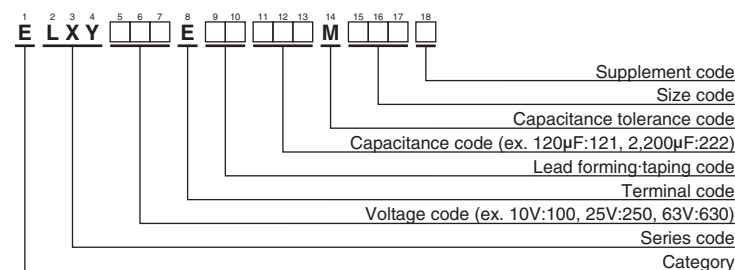 1 2 3 4 5 6 7 8 9 10 11 12 13 14 15 16 17 18
E L X Y □□□ E □□ □□□ M □□□ □
Supplement code
Size code
Capacitance tolerance code
Capacitance code (ex. 120µF:121, 2,200µF:222)
Lead forming·taping code
Terminal code
Voltage code (ex. 10V:100, 25V:250, 63V:630)
Series code
Category